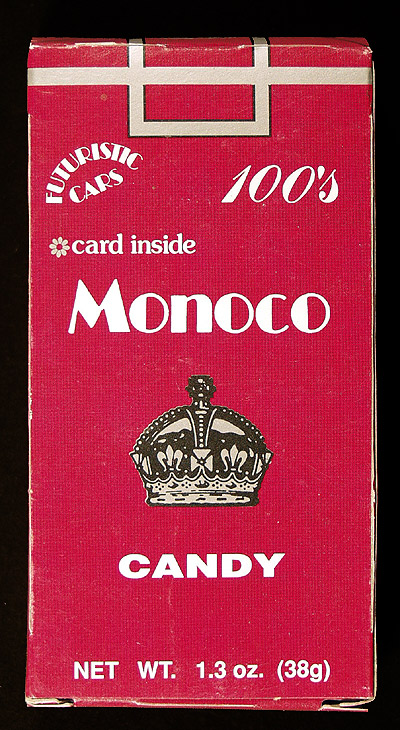 FUTURISTIC
CARS
100's
card inside
Monoco
CANDY
NET WT. 1.3 oz. (38g)